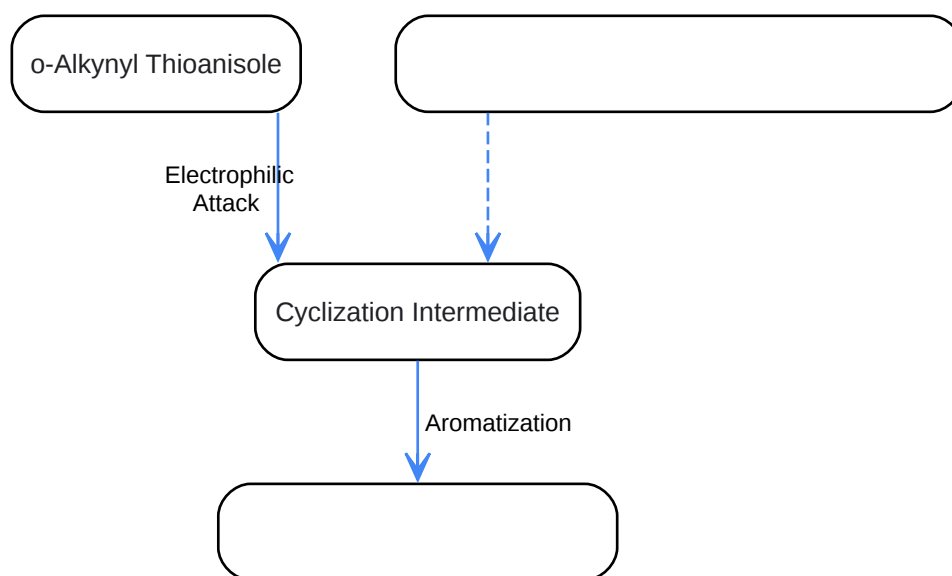 o-Alkynyl Thioanisole
Electrophilic
Attack
Cyclization Intermediate
Aromatization